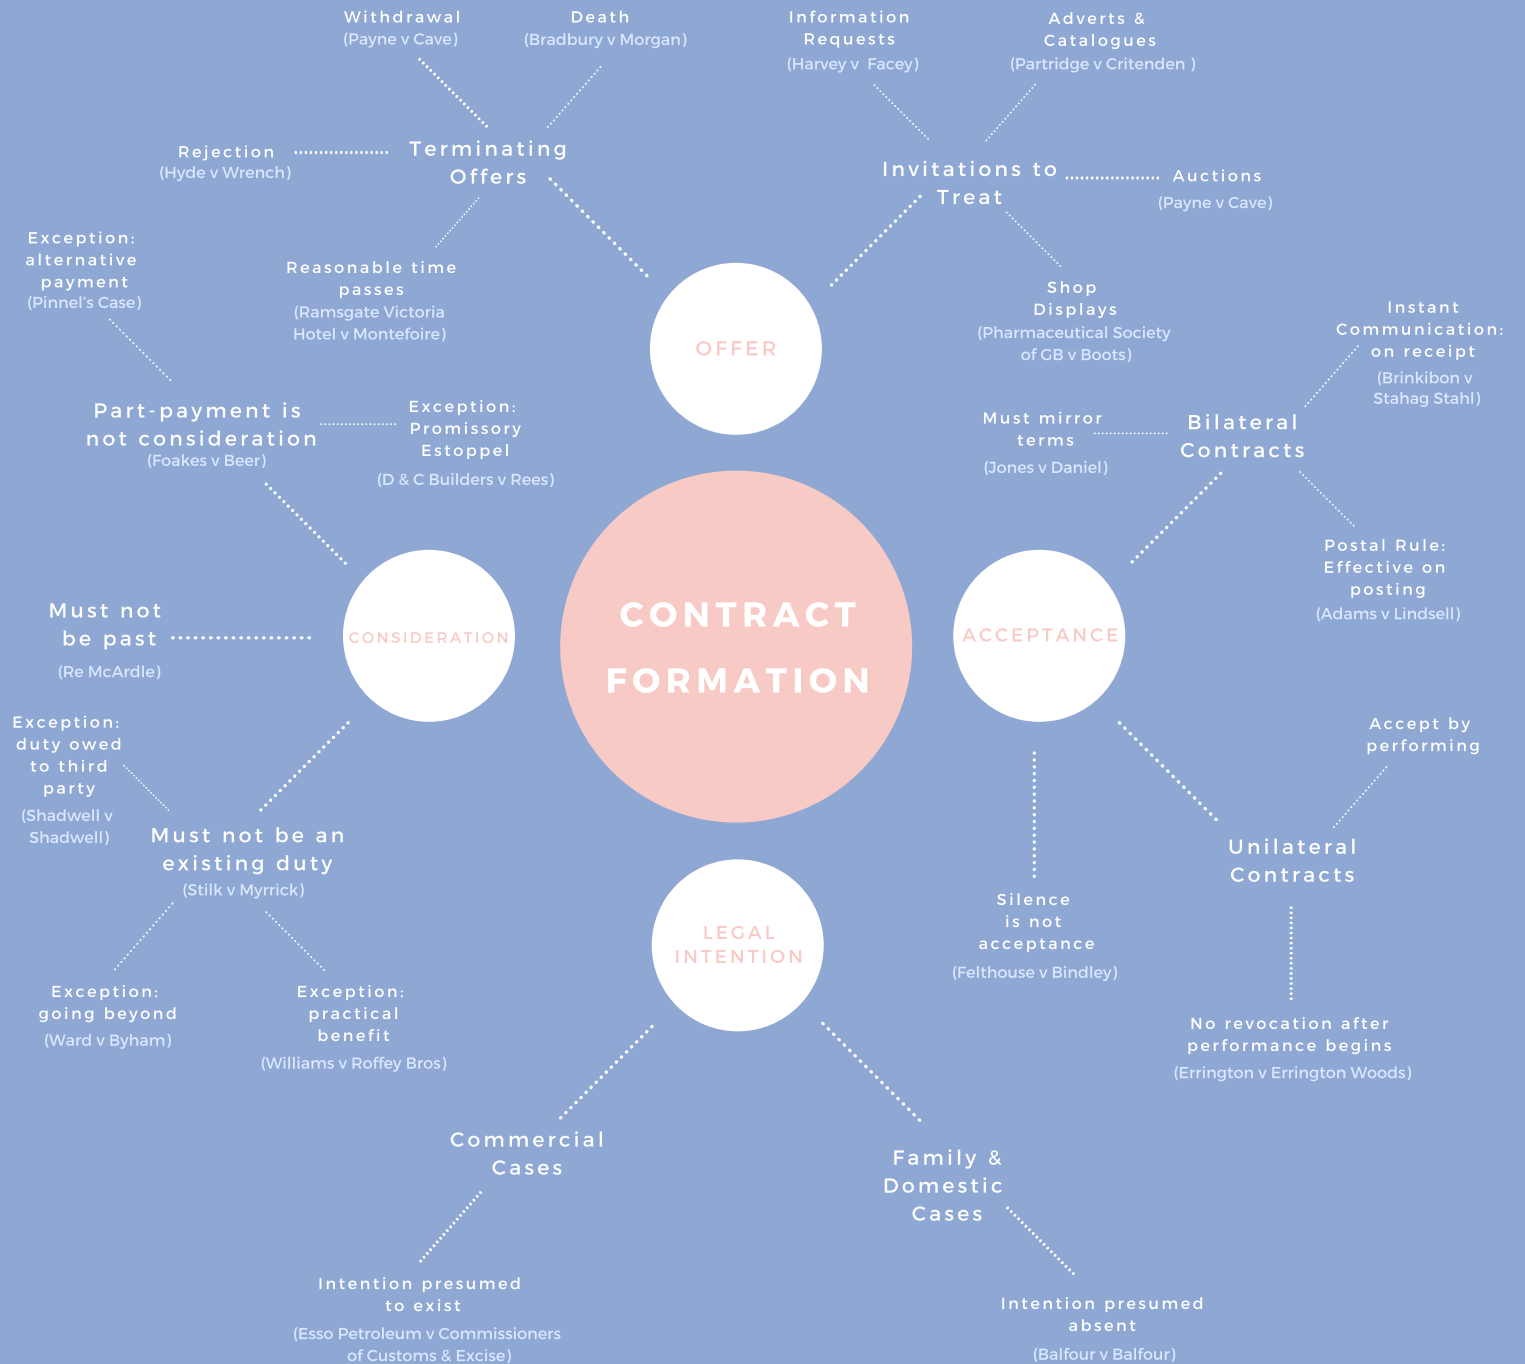 Withdrawal
(Payne v Cave)
Death
(Bradbury v Morgan)
Information
Requests
(Harvey v Facey)
Adverts &
Catalogues
(Partridge v Critenden )
Rejection
(Hyde v Wrench)
Terminating
Offers
Invitations to
Treat
Auctions
(Payne v Cave)
Exception:
alternative
payment
(Pinnel's Case)
Reasonable time
passes
(Ramsgate Victoria
Hotel v Montefoire)
Shop
Displays
(Pharmaceutical Society
of GB v Boots)
Instant
Communication:
on receipt
(Brinkibon v
Stahag Stahl)
OFFER
Part-payment is
not consideration
(Foakes v Beer)
Exception:
Promissory
Estoppel
(D & C Builders v Rees)
Must mirror
terms
(Jones v Daniel)
Bilateral
Contracts
Postal Rule:
Effective on
posting
(Adams v Lindsell)
Must not
be past
(Re McArdle)
CONSIDERATION
CONTRACT
FORMATION
ACCEPTANCE
Exception:
duty owed
to third
party
(Shadwell v
Shadwell)
Must not be an
existing duty
(Stilk v Myrrick)
Accept by
performing
Unilateral
Contracts
Silence
is not
acceptance
(Felthouse v Bindley)
LEGAL
INTENTION
Exception:
going beyond
(Ward v Byham)
Exception:
practical
benefit
(Williams v Roffey Bros)
No revocation after
performance begins
(Errington v Errington Woods)
Commercial
Cases
Family &
Domestic
Cases
Intention presumed
to exist
(Esso Petroleum v Commissioners
of Customs & Excise)
Intention presumed
absent
(Balfour v Balfour)